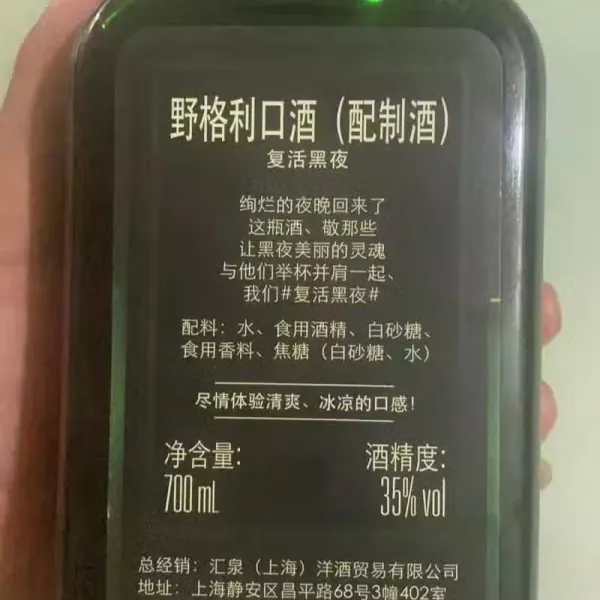 野格利口酒（配制酒）
复活黑夜
绚烂的夜晚回来了
这瓶酒、敬那些
让黑夜美丽的灵魂
与他们举杯并肩一起、
我们#复活黑夜#
配料：水、食用酒精、白砂糖、
食用香料、焦糖（白砂糖、水）
尽情体验清爽、冰凉的口感！
净含量： 酒精度：
700 mL 35% vol
总经销：汇泉（上海）洋酒贸易有限公司
地址：上海静安区昌平路68号3幢402室